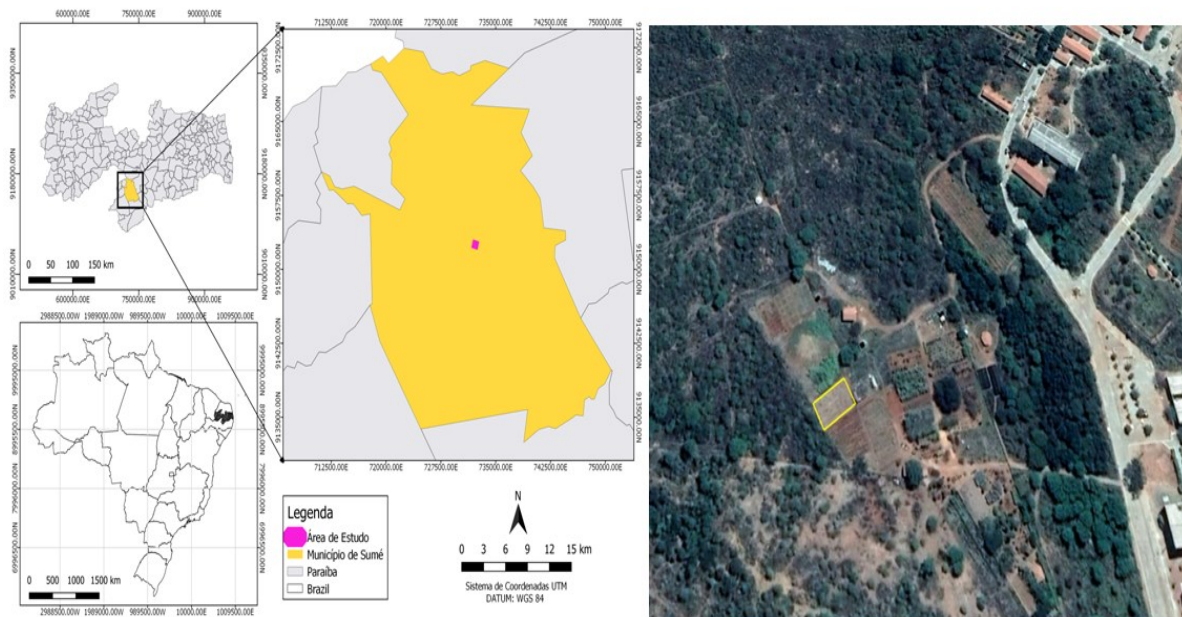 600000.00E 750000.00E 900000.00E
9350000.00N
9180000.00N
9010000.00N
0 50 100 150 km
600000.00E 750000.00E 900000.00E
2988500.00W 1989000.00W 989500.00W 10000.00E 1009500.00E
9995000.00N
8995500.00N
7996000.00N
6996500.00N
0 500 1000 1500 km
2988500.00W 1989000.00W 989500.00W 10000.00E 1009500.00E
712500.00E 720000.00E 727500.00E 735000.00E 742500.00E 750000.00E
9172500.00N
9165000.00N
9157500.00N
9150000.00N
9142500.00N
9135000.00N
712500.00E 720000.00E 727500.00E 735000.00E 742500.00E 750000.00E
Legenda
Área de Estudo
Município de Sumé
Paraíba
Brazil
N
0 3 6 9 12 15 km
Sistema de Coordenadas UTM
DATUM: WGS 84